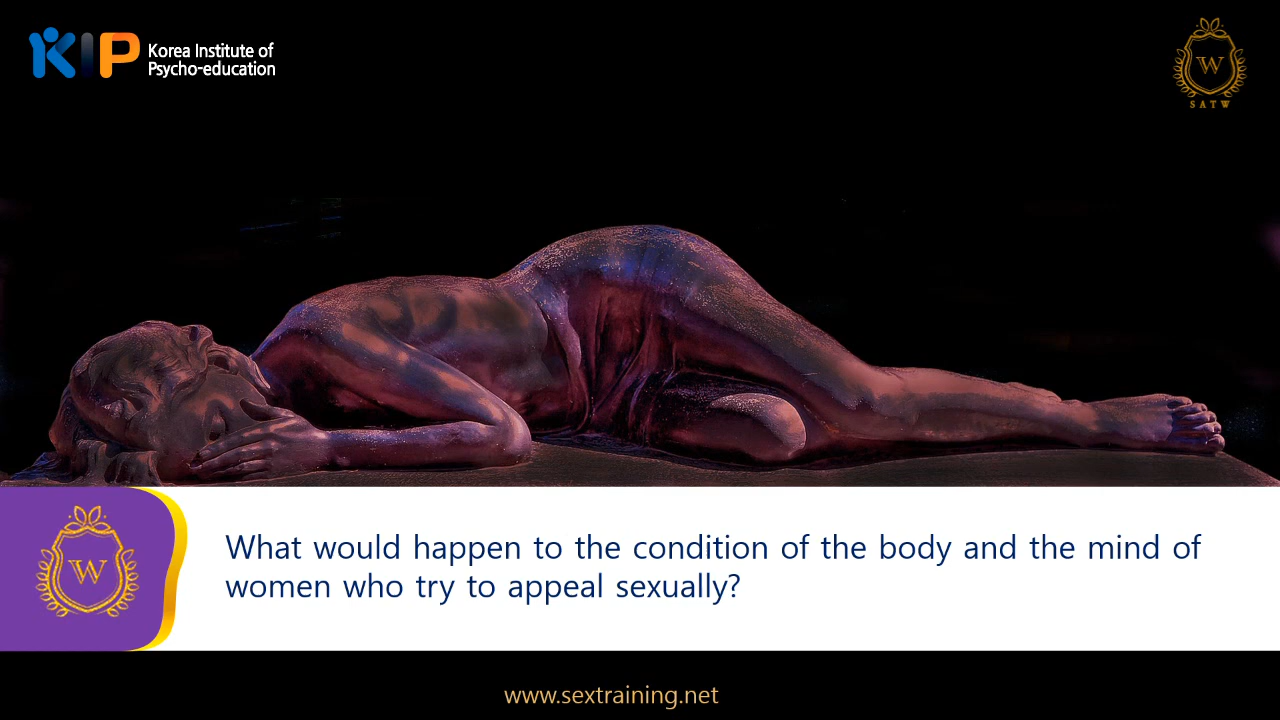 KIP
Korea Institute of
Psycho-education
W
SATW
W
What would happen to the condition of the body and the mind of
women who try to appeal sexually?
www.sextraining.net